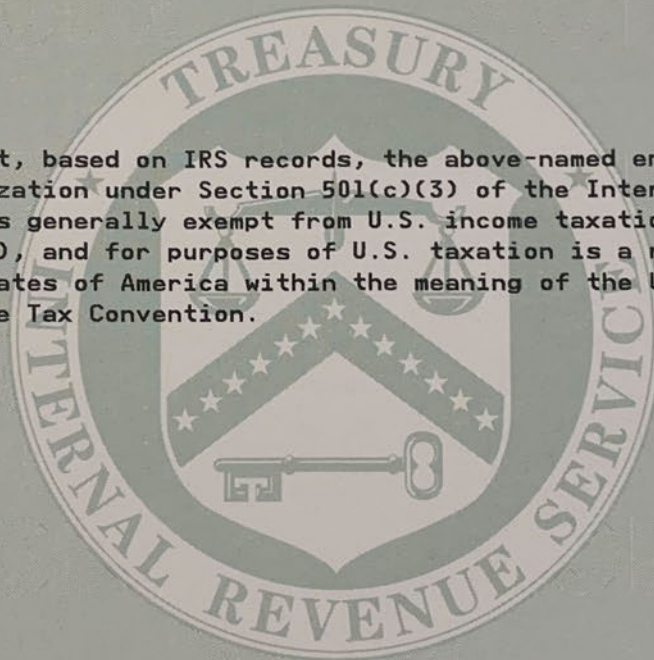 TREASURY
t, based on IRS records, the above-named en
zation under Section 501(c)(3) of the Inter
s generally exempt from U.S. income taxatio
), and for purposes of U.S. taxation is a r
ates of America within the meaning of the U
e Tax Convention.
INTERNAL REVENUE SERVICE